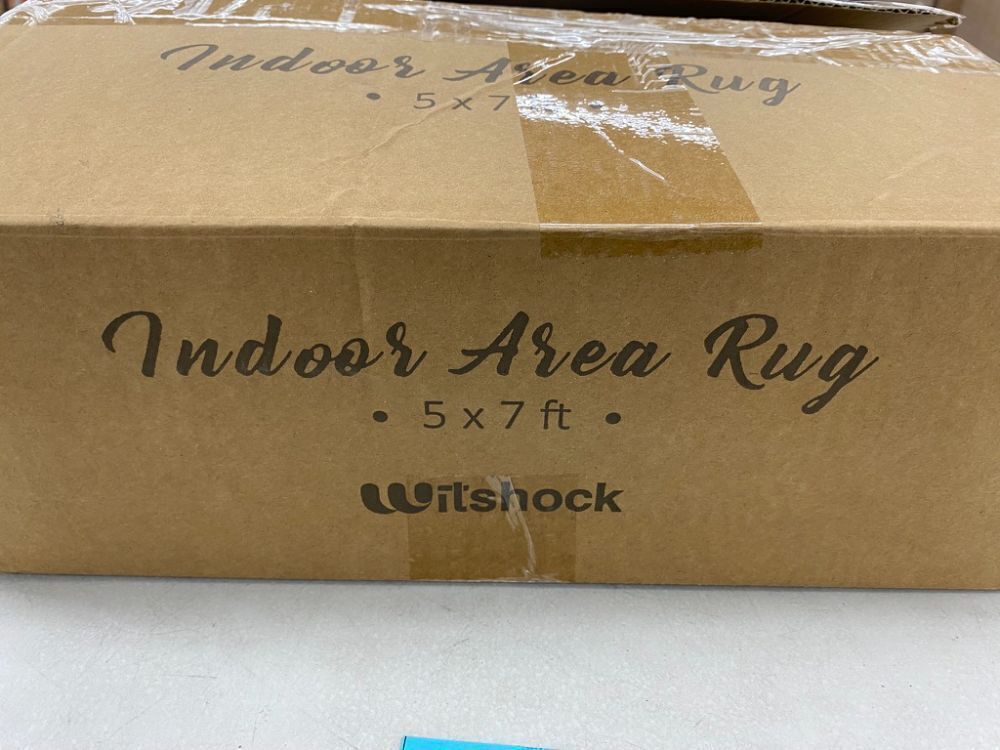 Indoor Area Rug
• 5 x 7
Indoor Area Rug
• 5 x 7 ft •
Witshock